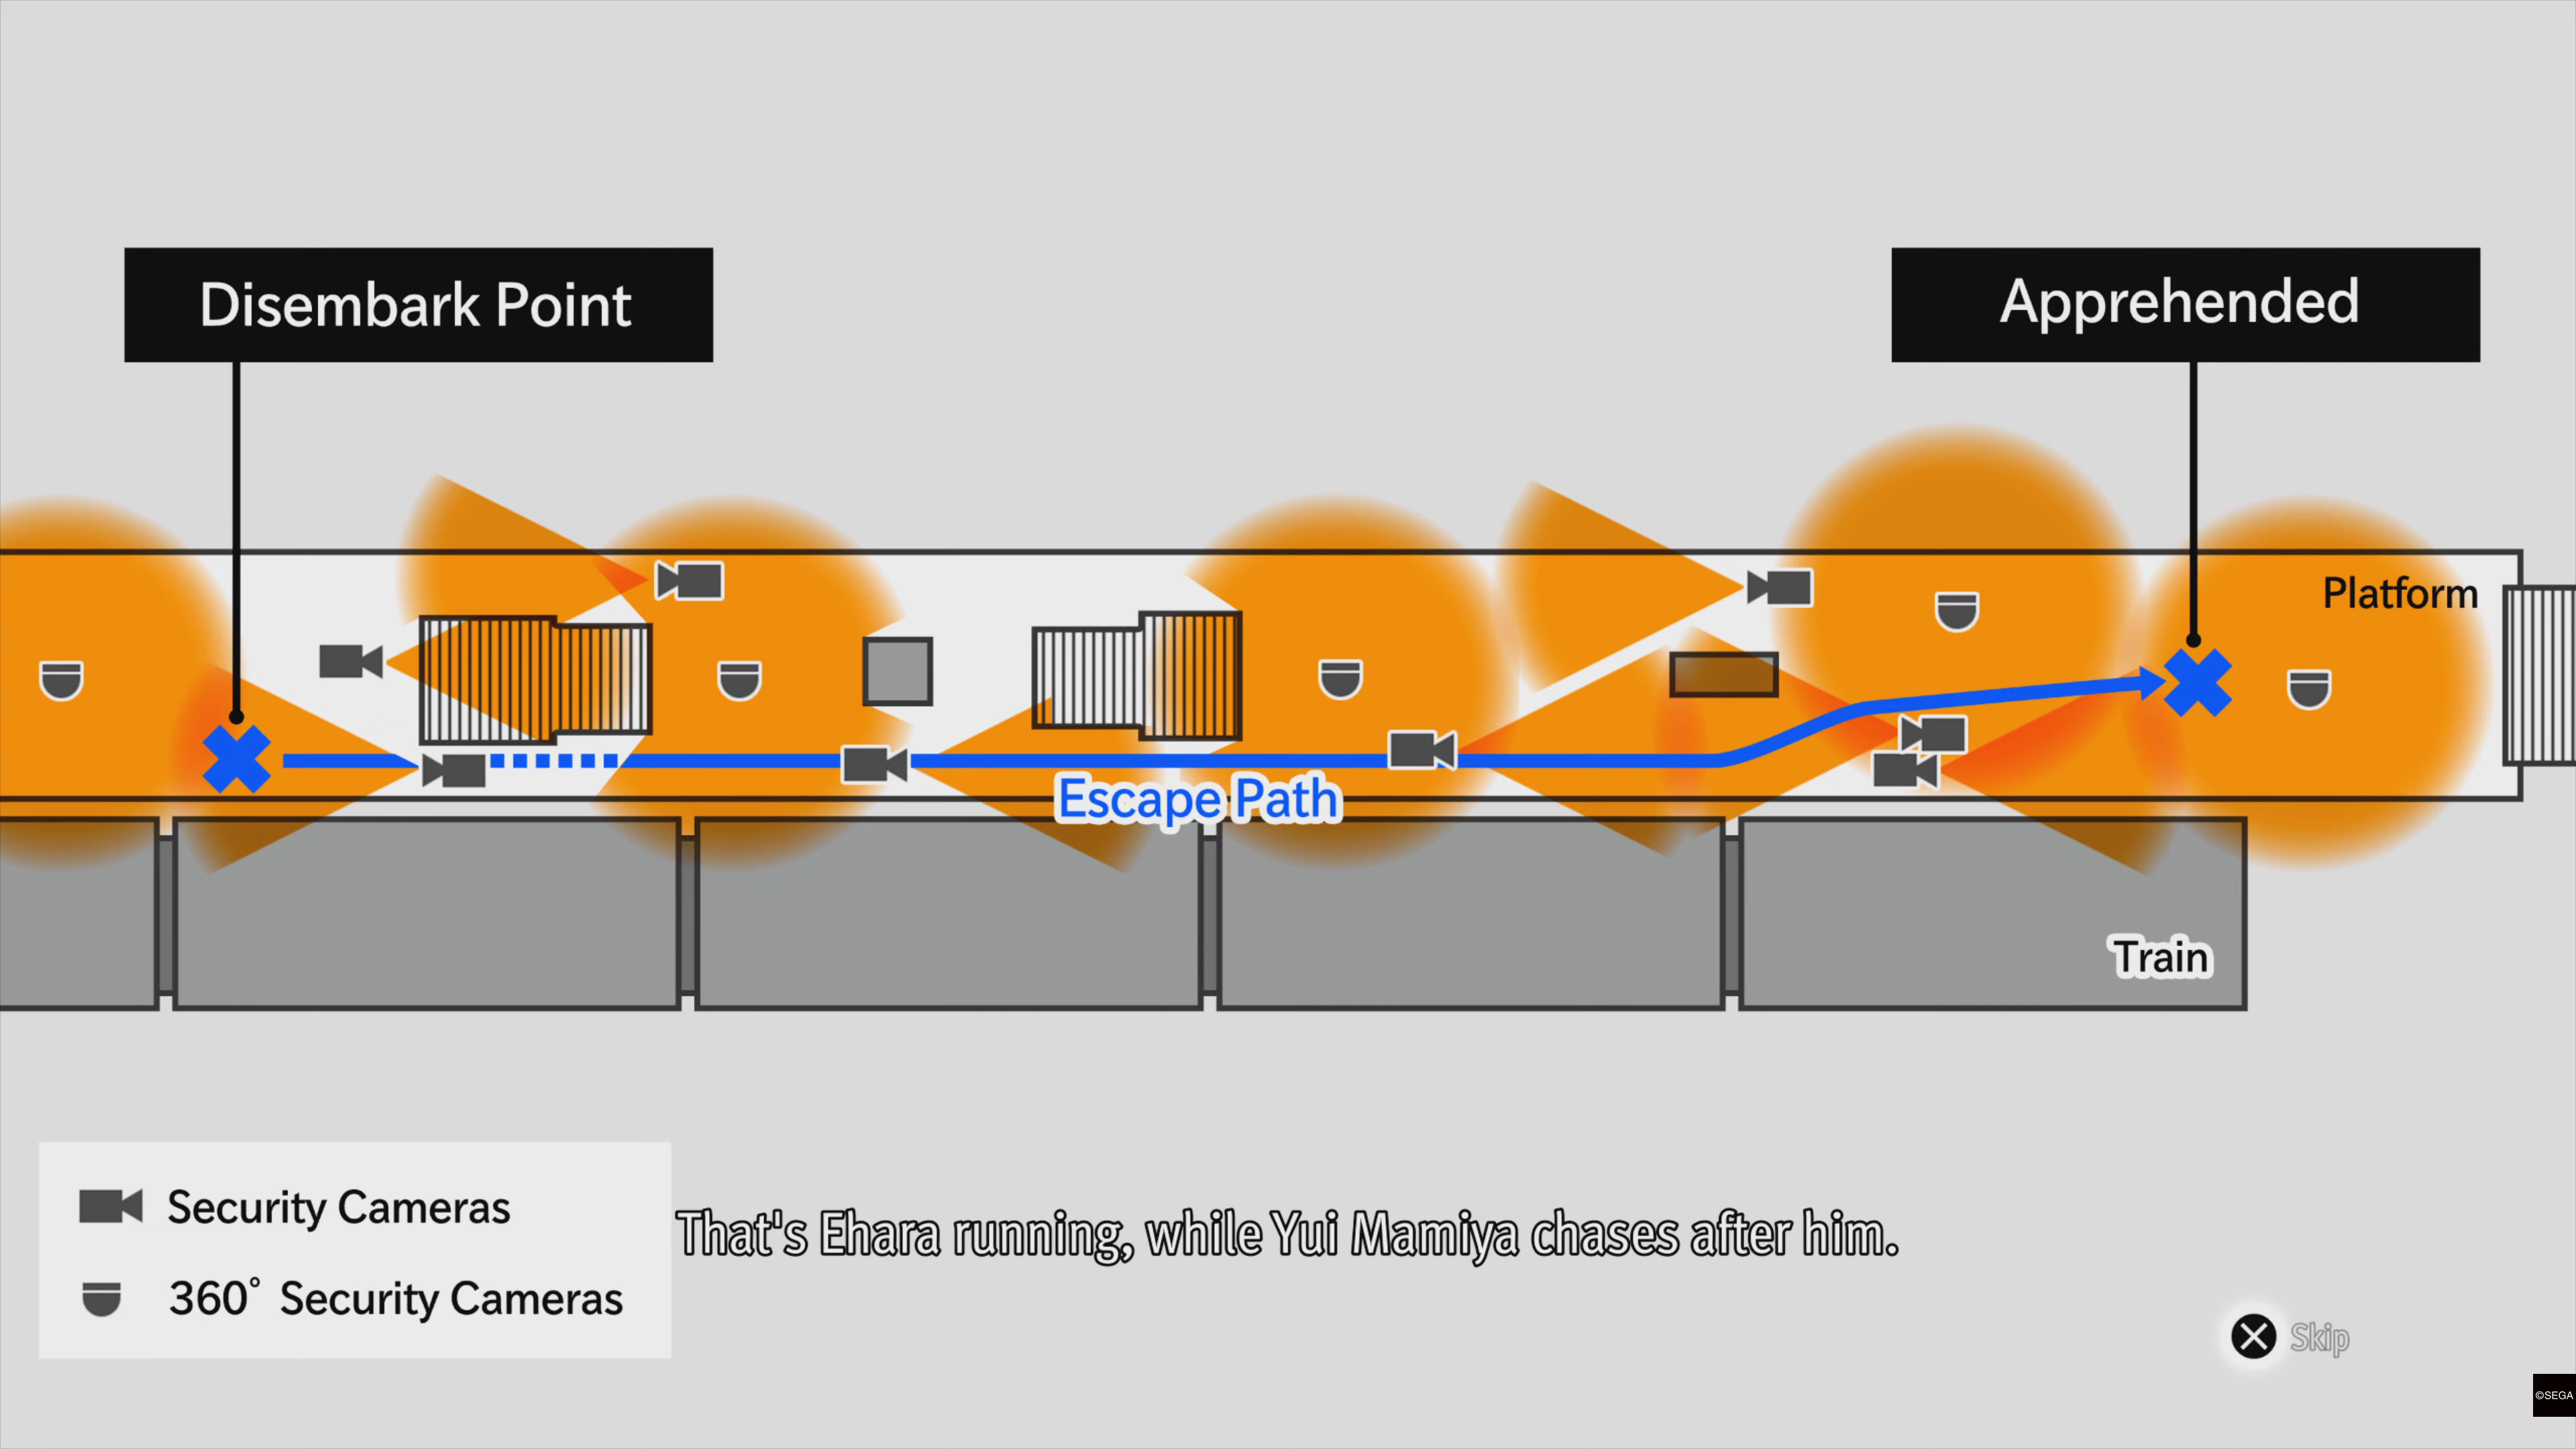 Disembark Point
Apprehended
Platform
Escape Path
Train
Security Cameras
360° Security Cameras
That's Ehara running, while Yui Mamiya chases after him.
Skip
©SEGA